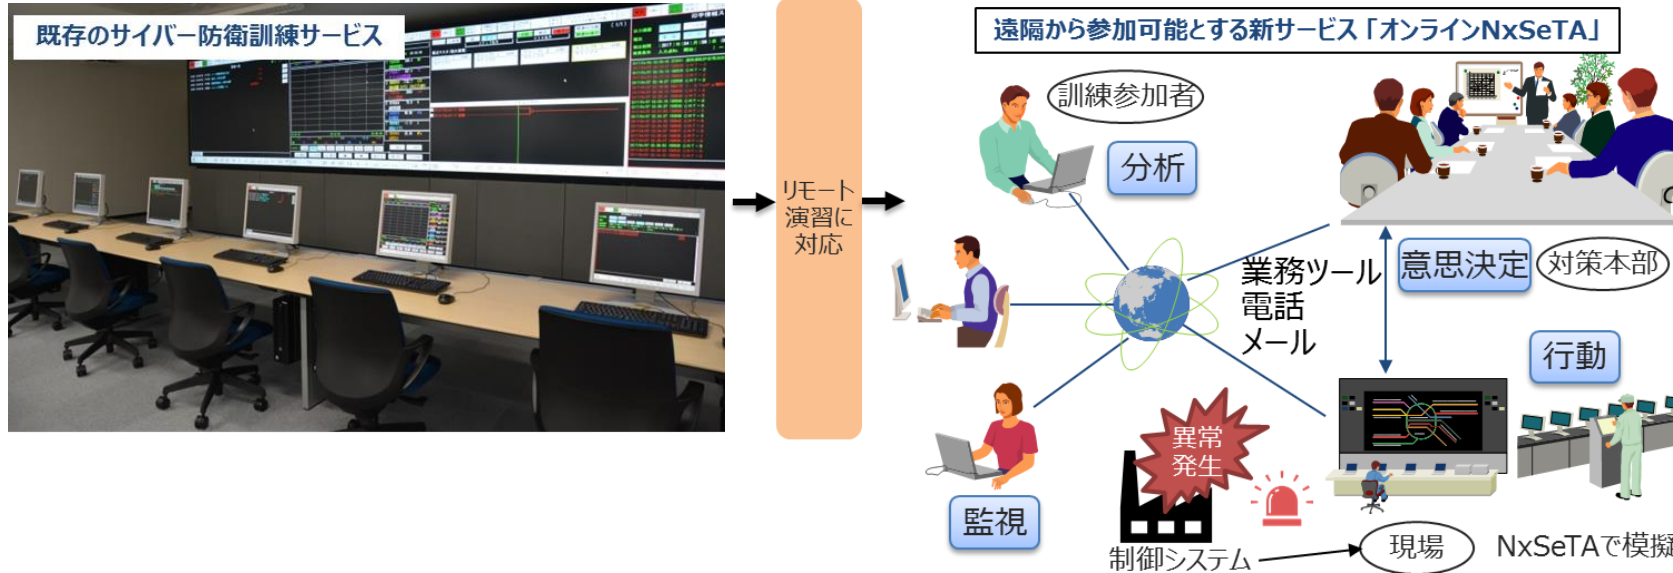 既存のサイバー防衛訓練サービス
リモート
演習に
対応
遠隔から参加可能とする新サービス「オンラインNxSeTA」
訓練参加者
分析
業務ツール
電話
メール
意思決定
対策本部
行動
異常
発生
監視
制御システム
現場
NxSeTAで模擬